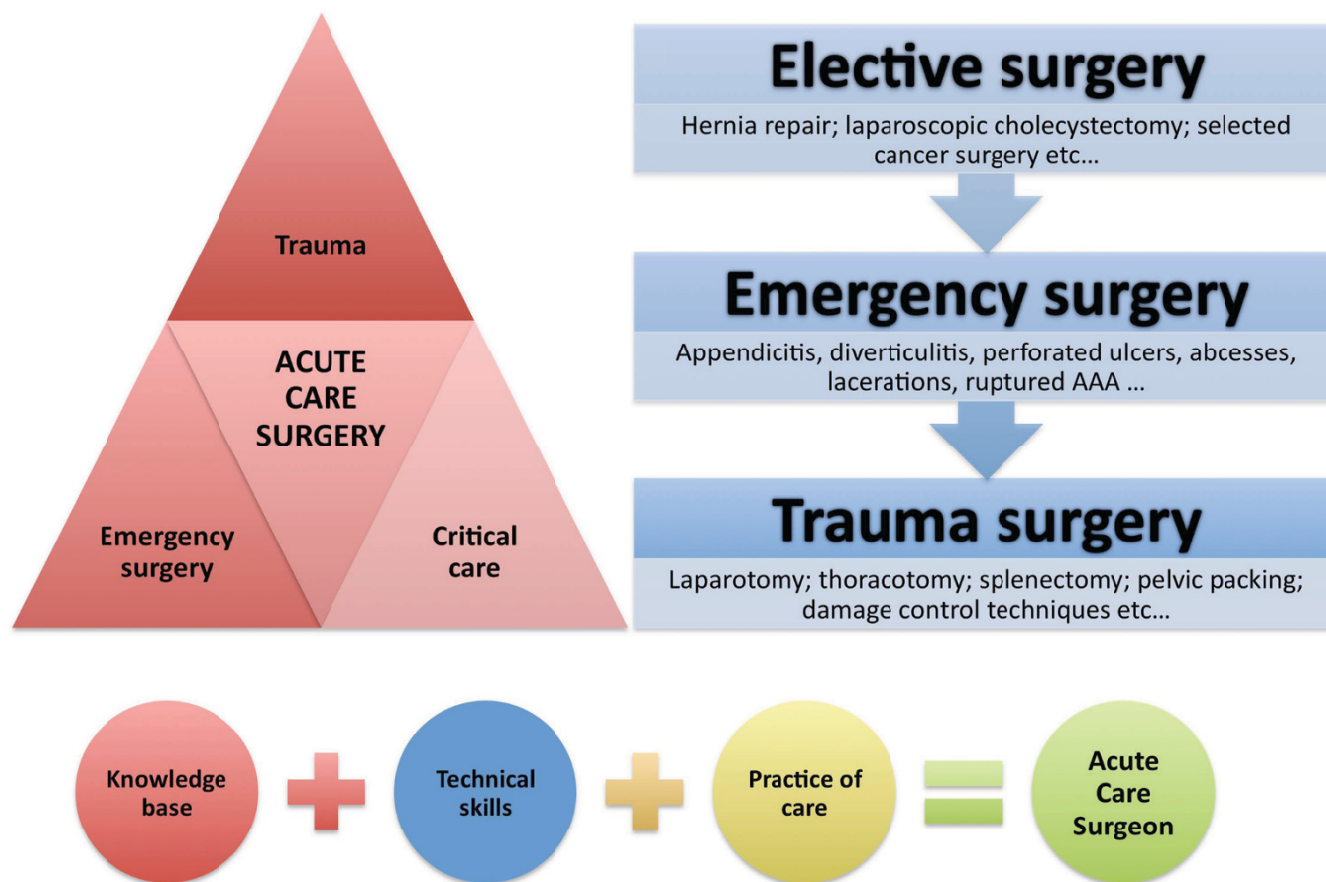 Trauma
ACUTE
CARE
SURGERY
Emergency
surgery
Critical
care
Elective surgery
Hernia repair; laparoscopic cholecystectomy; selected
cancer surgery etc...
Emergency surgery
Appendicitis, diverticulitis, perforated ulcers, abcesses,
lacerations, ruptured AAA ...
Trauma surgery
Laparotomy; thoracotomy; splenectomy; pelvic packing;
damage control techniques etc...
Knowledge
base
Technical
skills
Practice of
care
Acute
Care
Surgeon